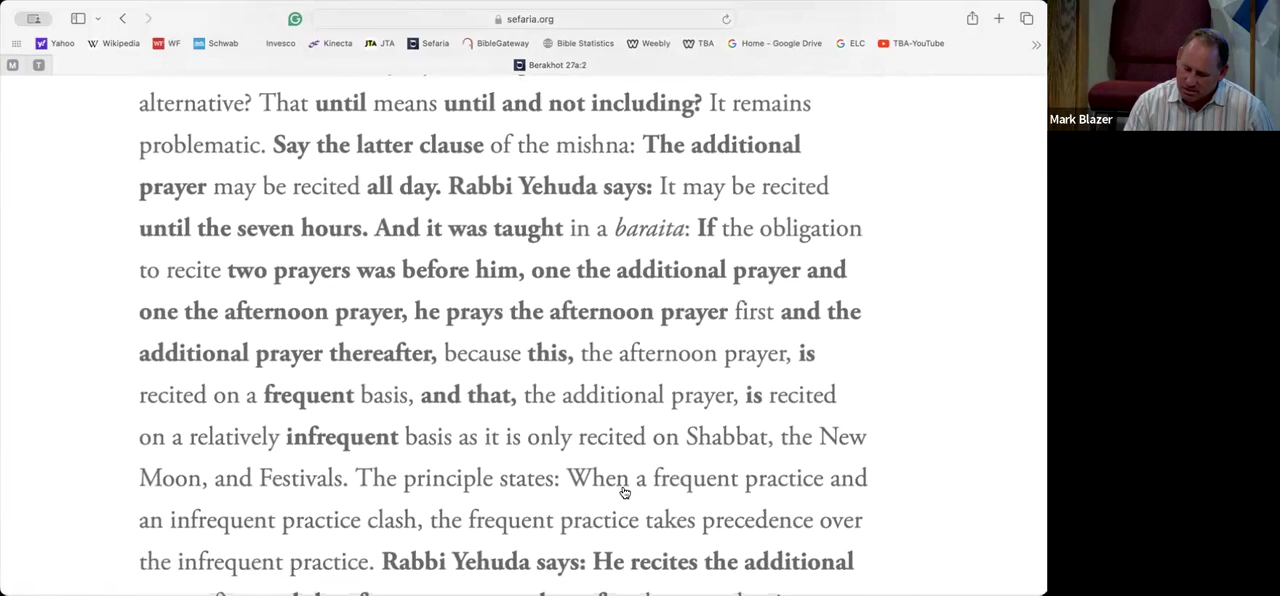 sefaria.org
Yahoo
Wikipedia
WF
Schwab
Invesco
Kinecta
JTA JTA
Sefaria
BibleGateway
Bible Statistics
Weebly
TBA
Home - Google Drive
ELC
TBA-YouTube
M
T
Berakhot 27a:2
alternative? That until means until and not including? It remains
problematic. Say the latter clause of the mishna: The additional
prayer may be recited all day. Rabbi Yehuda says: It may be recited
until the seven hours. And it was taught in a baraita: If the obligation
to recite two prayers was before him, one the additional prayer and
one the afternoon prayer, he prays the afternoon prayer first and the
additional prayer thereafter, because this, the afternoon prayer, is
recited on a frequent basis, and that, the additional prayer, is recited
on a relatively infrequent basis as it is only recited on Shabbat, the New
Moon, and Festivals. The principle states: When a frequent practice and
an infrequent practice clash, the frequent practice takes precedence over
the infrequent practice. Rabbi Yehuda says: He recites the additional
Mark Blazer